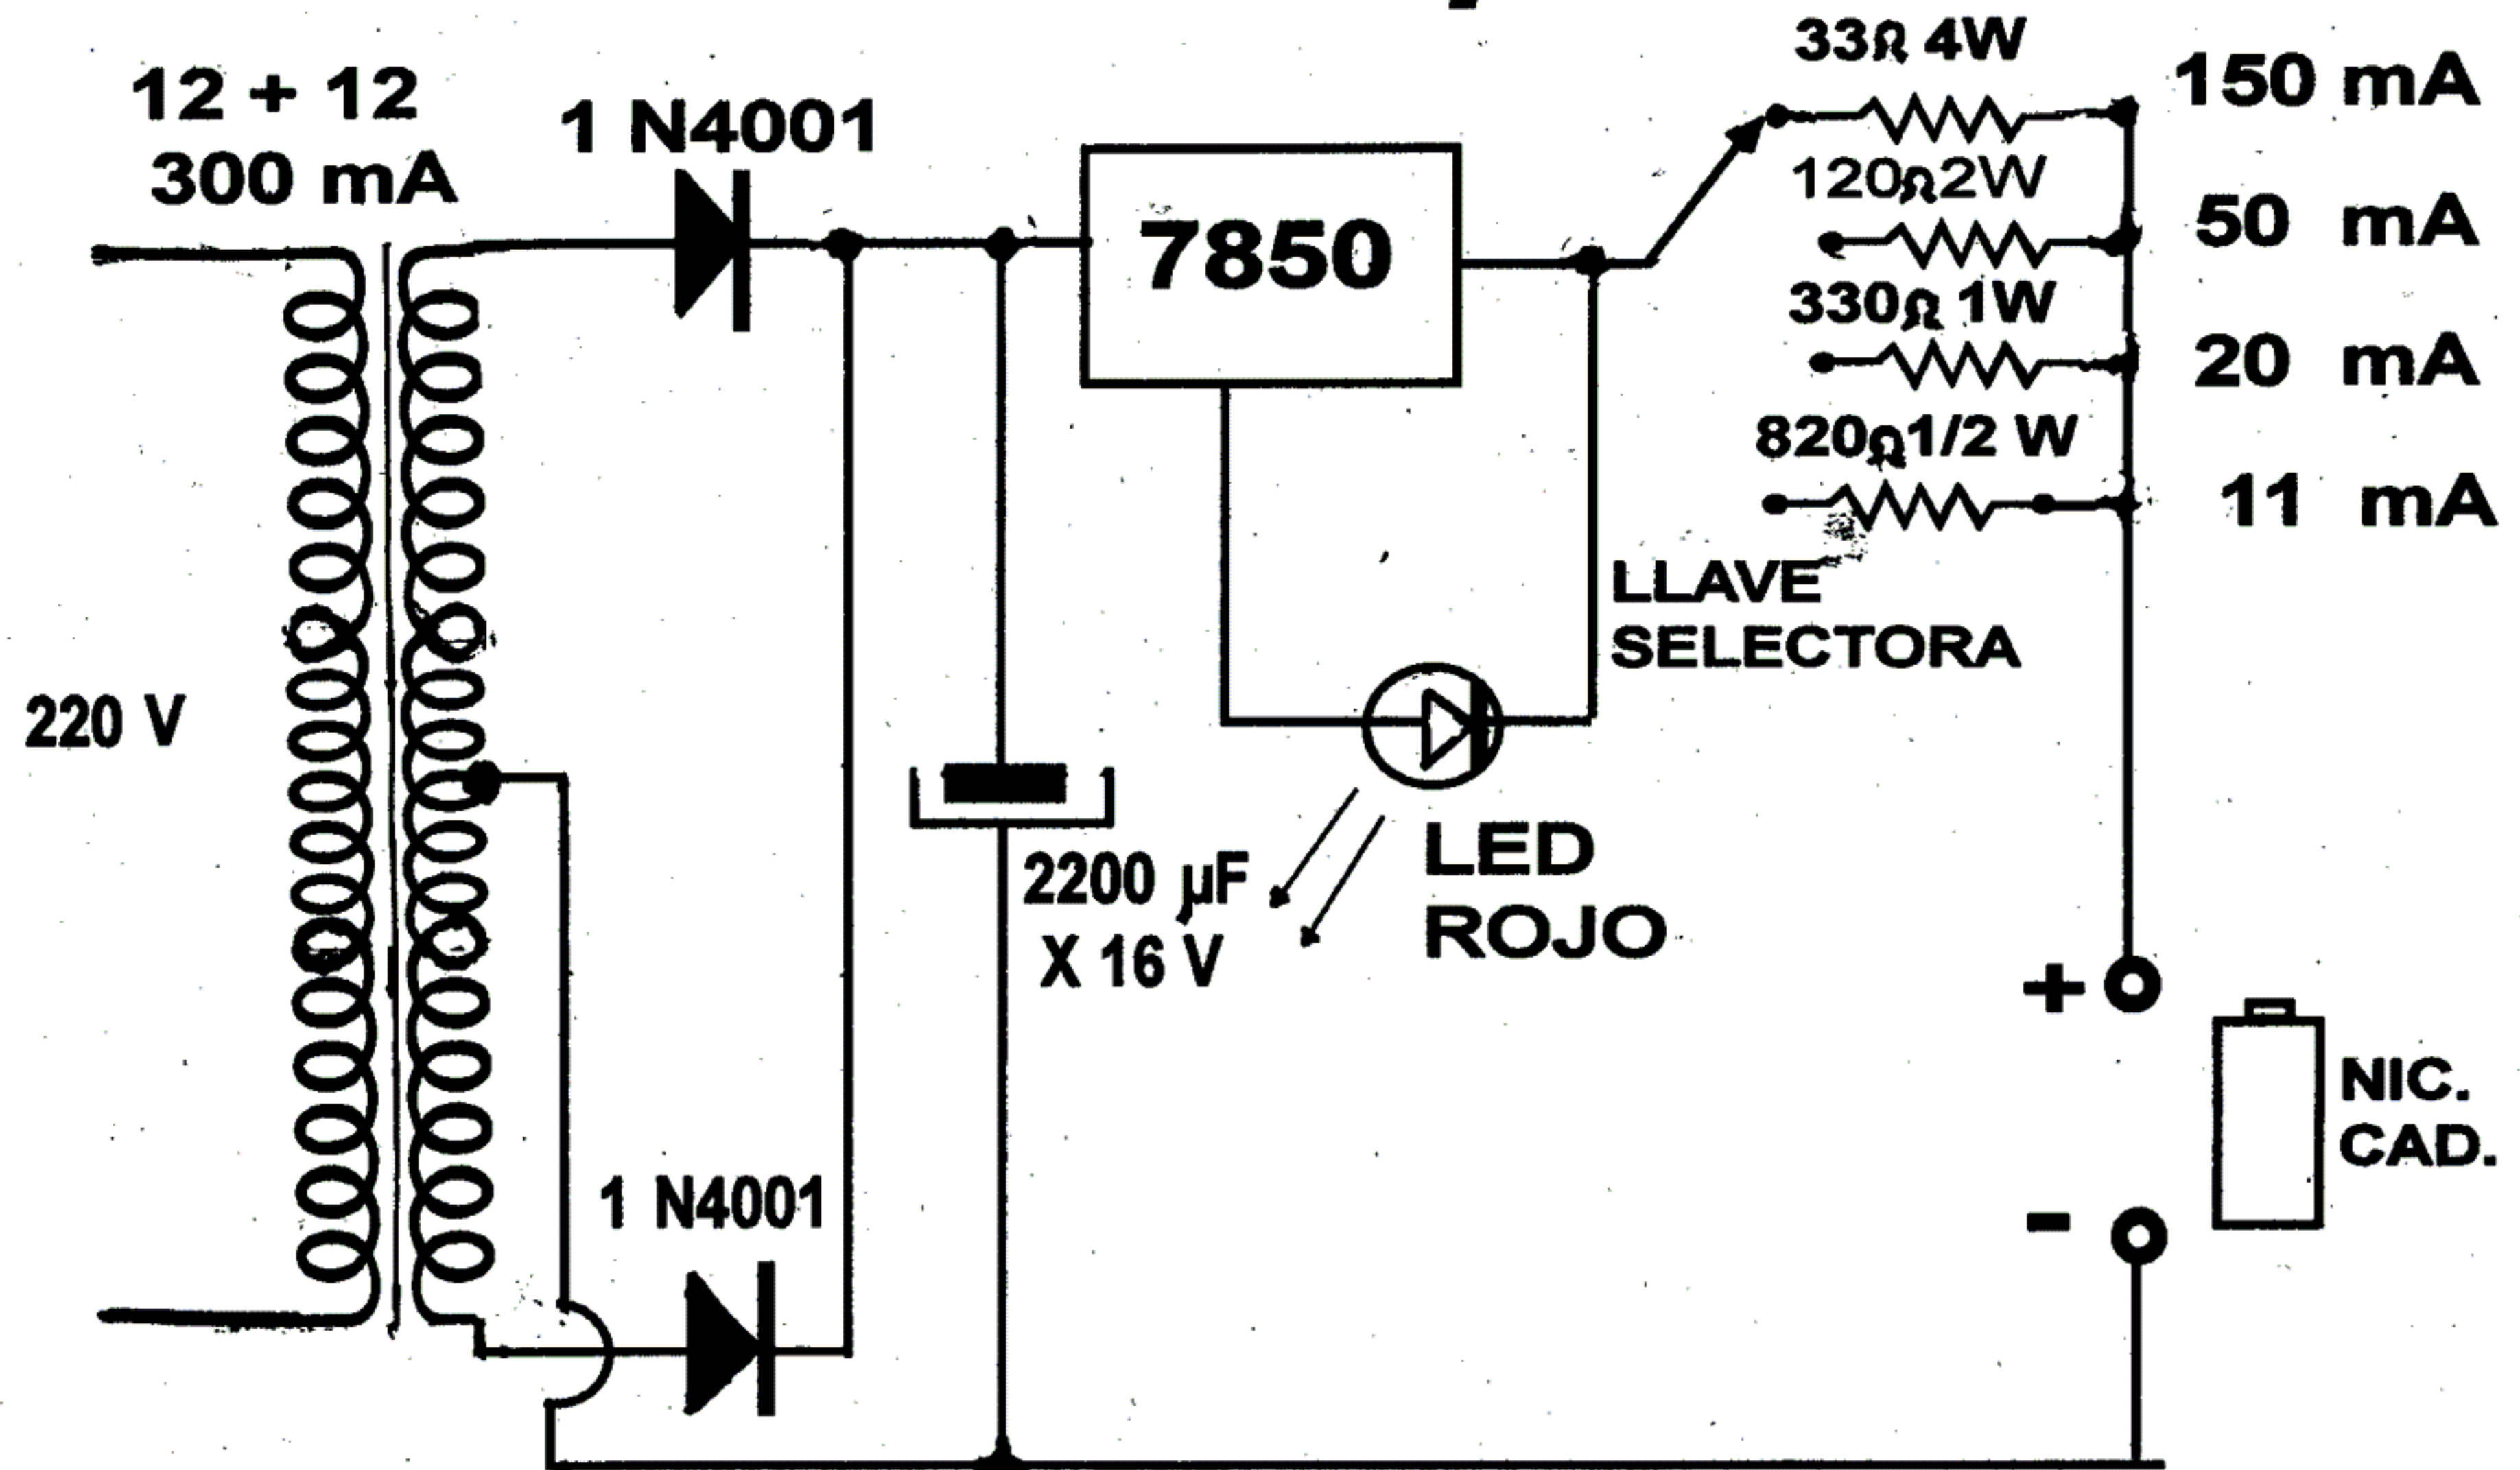 12 + 12
300 mA
1 N4001
7850
33Ω 4W
150 mA
120Ω2W
50 mA
330Ω 1W
20 mA
820Ω1/2 W
11 mA
LLAVE
SELECTORA
220 V
2200 µF
X 16 V
LED
ROJO
+
NIC.
CAD.
-
1 N4001